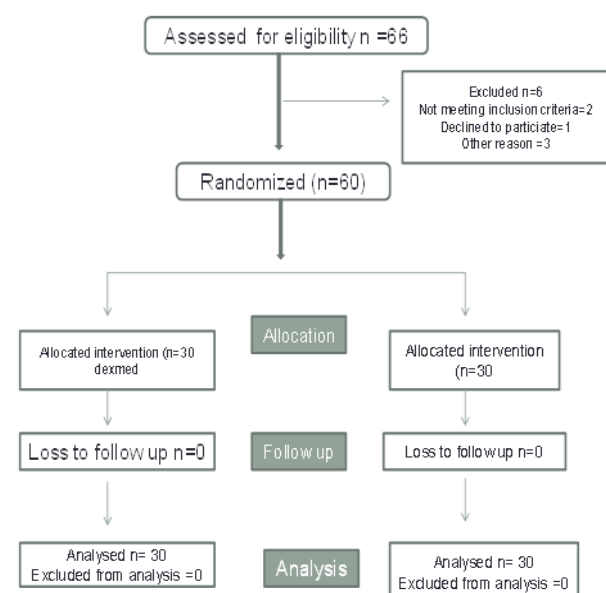 Assessed for eligibility n =66
Excluded n=6
Not meeting inclusion criteria=2
Declined to particiate=1
Other reason =3
Randomized (n=60)
Allocation
Allocated intervention (n=30
dexmed
Allocated intervention
(n=30
Loss to follow up n=0
Follow up
Loss to follow up n=0
Analysed n= 30
Excluded from analysis =0
Analysis
Analysed n= 30
Excluded from analysis =0